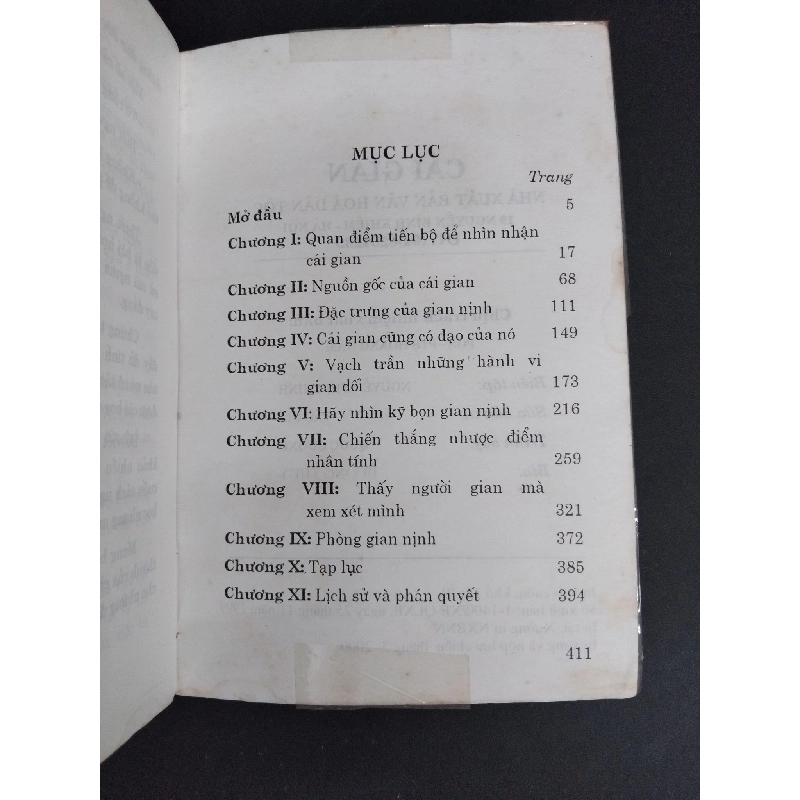 MỤC LỤC
Trang
Mở đầu 5
Chương I: Quan điểm tiến bộ để nhìn nhận
cái gian 17
Chương II: Nguồn gốc của cái gian 68
Chương III: Đặc trưng của gian nịnh 111
Chương IV: Cái gian cũng có đạo của nó 149
Chương V: Vạch trần những hành vi
gian dối 173
Chương VI: Hãy nhìn kỹ bọn gian nịnh 216
Chương VII: Chiến thắng nhược điểm
nhân tính 259
Chương VIII: Thấy người gian mà
xem xét mình 321
Chương IX: Phòng gian nịnh 372
Chương X: Tạp lục 385
Chương XI: Lịch sử và phán quyết 394
411